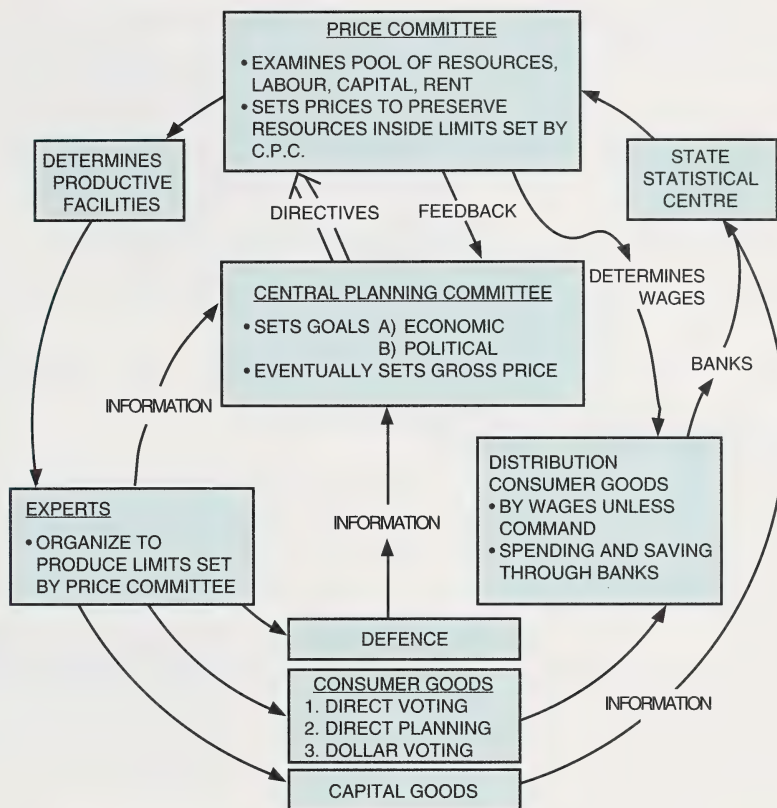 PRICE COMMITTEE
• EXAMINES POOL OF RESOURCES,
LABOUR, CAPITAL, RENT
• SETS PRICES TO PRESERVE
RESOURCES INSIDE LIMITS SET BY
C.P.C.
DETERMINES
PRODUCTIVE
FACILITIES
STATE
STATISTICAL
CENTRE
DIRECTIVES
FEEDBACK
DETERMINES
WAGES
CENTRAL PLANNING COMMITTEE
• SETS GOALS A) ECONOMIC
B) POLITICAL
• EVENTUALLY SETS GROSS PRICE
BANKS
INFORMATION
DISTRIBUTION
CONSUMER GOODS
• BY WAGES UNLESS
COMMAND
• SPENDING AND SAVING
THROUGH BANKS
EXPERTS
• ORGANIZE TO
PRODUCE LIMITS SET
BY PRICE COMMITTEE
INFORMATION
DEFENCE
CONSUMER GOODS
1. DIRECT VOTING
2. DIRECT PLANNING
3. DOLLAR VOTING
INFORMATION
CAPITAL GOODS